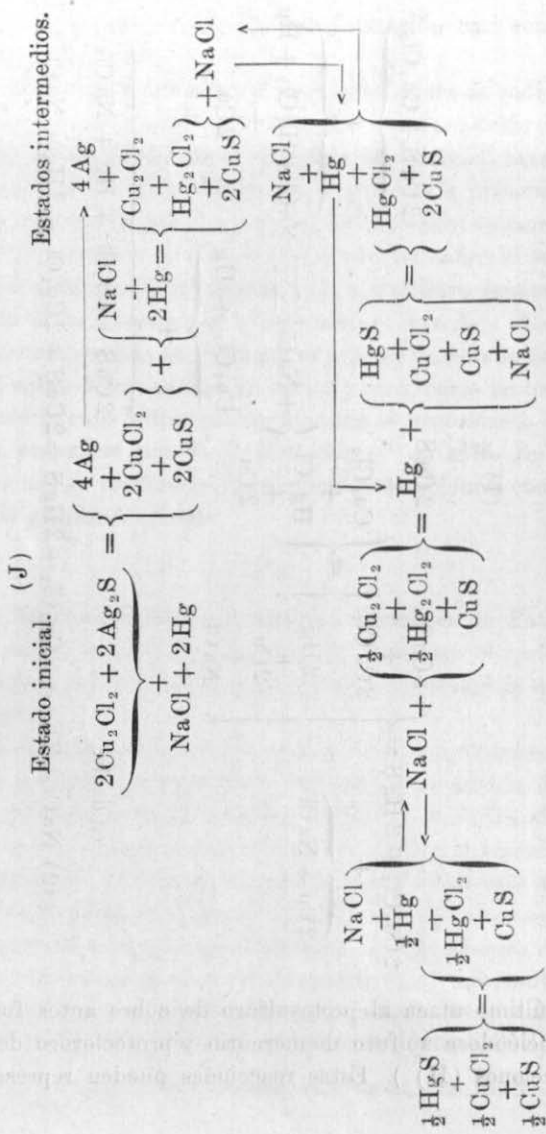 (J)
Estado inicial. Estados intermedios.
2Cu₂Cl₂ + 2Ag₂S + NaCl + 2Hg = { 4Ag + 2CuCl₂ + 2CuS } + { NaCl + 2Hg = { 4Ag
Cu₂Cl₂ + Hg₂Cl₂ + 2CuS } + NaCl
NaCl + Hg + HgCl₂ + 2CuS } = { HgS + CuCl₂ + CuS + NaCl } + Hg = { ½Cu₂Cl₂ + ½Hg₂Cl₂ + CuS } + NaCl
NaCl + ½Hg + ½HgCl₂ + CuS } = { ½HgS + ½CuCl₂ + ½CuS